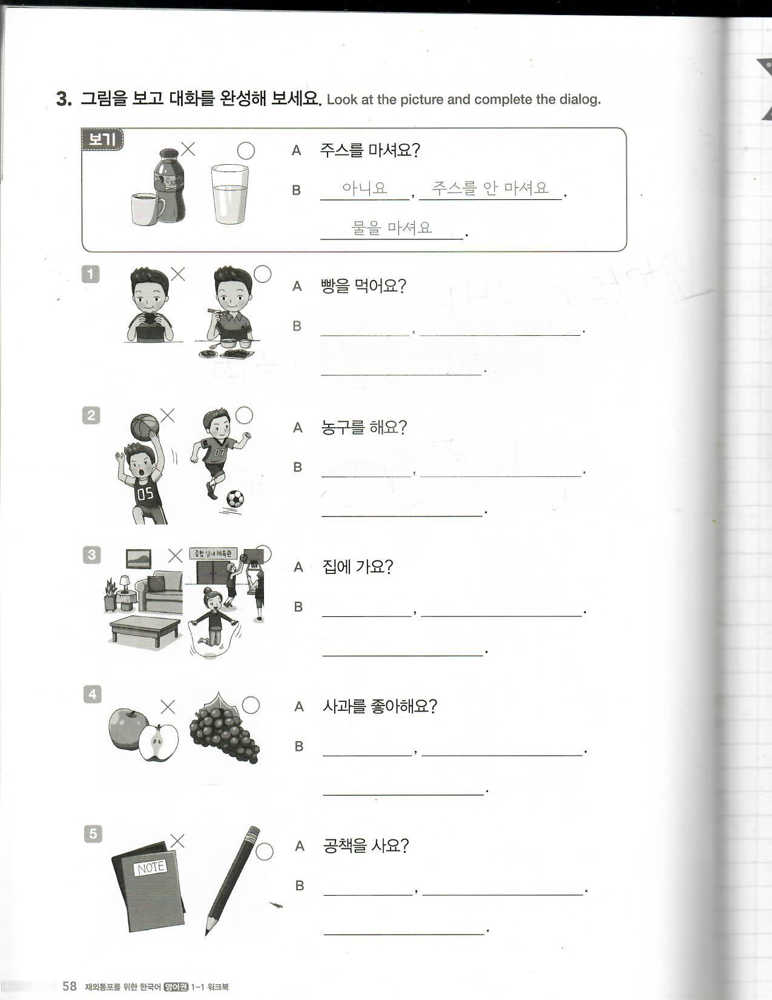 3. 그림을 보고 대화를 완성해 보세요. Look at the picture and complete the dialog.
보기
A 주스를 마셔요?
B 아니요, 주스를 안 마셔요.
물을 마셔요.
1
A 빵을 먹어요?
B
2
05
07
A 농구를 해요?
B
3
종합 실내 체육관
A 집에 가요?
B
4
A 사과를 좋아해요?
B
5
NOTE
A 공책을 사요?
B
58 재외동포를 위한 한국어 영어권 1-1 워크북